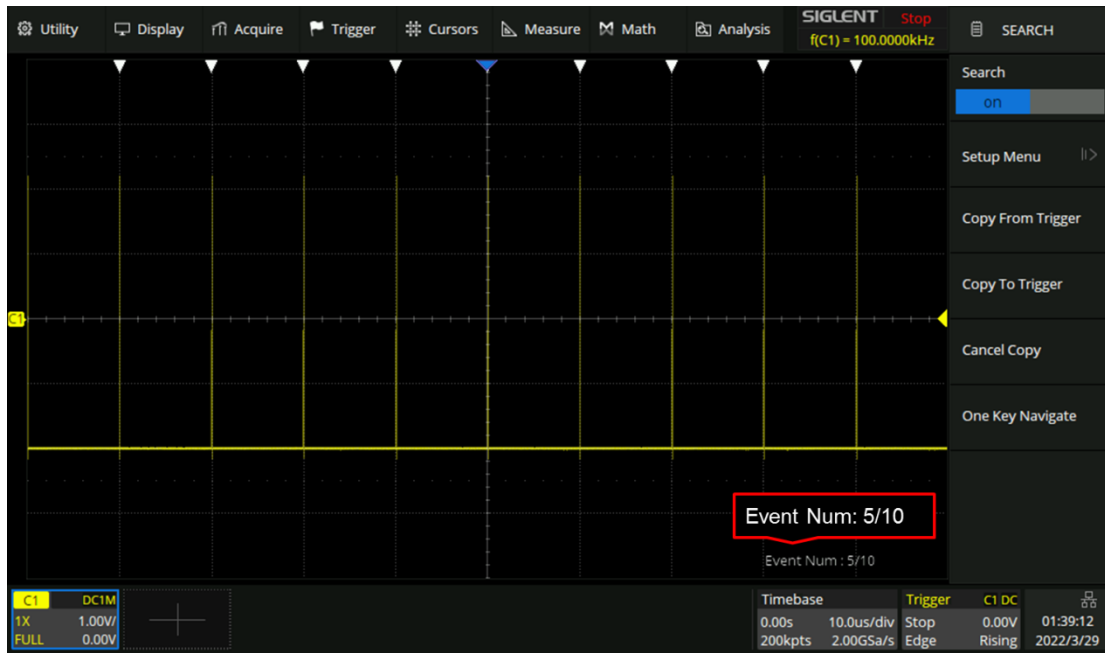 Utility Display Acquire Trigger Cursors Measure Math Analysis SIGLENT Stop SEARCH
f(C1) = 100.0000kHz
Search
on
Setup Menu
Copy From Trigger
Copy To Trigger
C1
Cancel Copy
One Key Navigate
Event Num: 5/10
Event Num : 5/10
C1 DC1M Timebase Trigger C1 DC
1X 1.00V/ 0.00s 10.0us/div Stop 0.00V 01:39:12
FULL 0.00V 200kpts 2.00GSa/s Edge Rising 2022/3/29